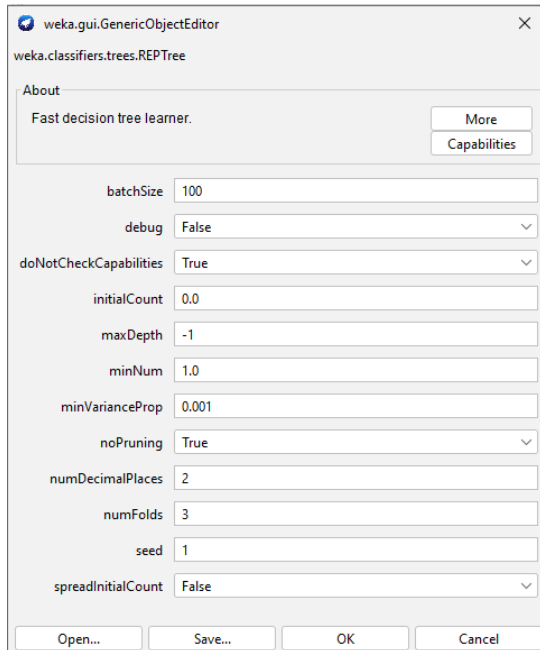 weka.gui.GenericObjectEditor
weka.classifiers.trees.REPTree
About
Fast decision tree learner.
More
Capabilities
batchSize 100
debug False
doNotCheckCapabilities True
initialCount 0.0
maxDepth -1
minNum 1.0
minVarianceProp 0.001
noPruning True
numDecimalPlaces 2
numFolds 3
seed 1
spreadInitialCount False
Open... Save... OK Cancel